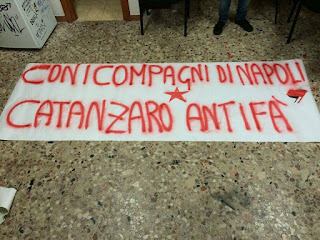 CON I COMPAGNI DI NAPOLI
CATANZARO ANTIFÀ